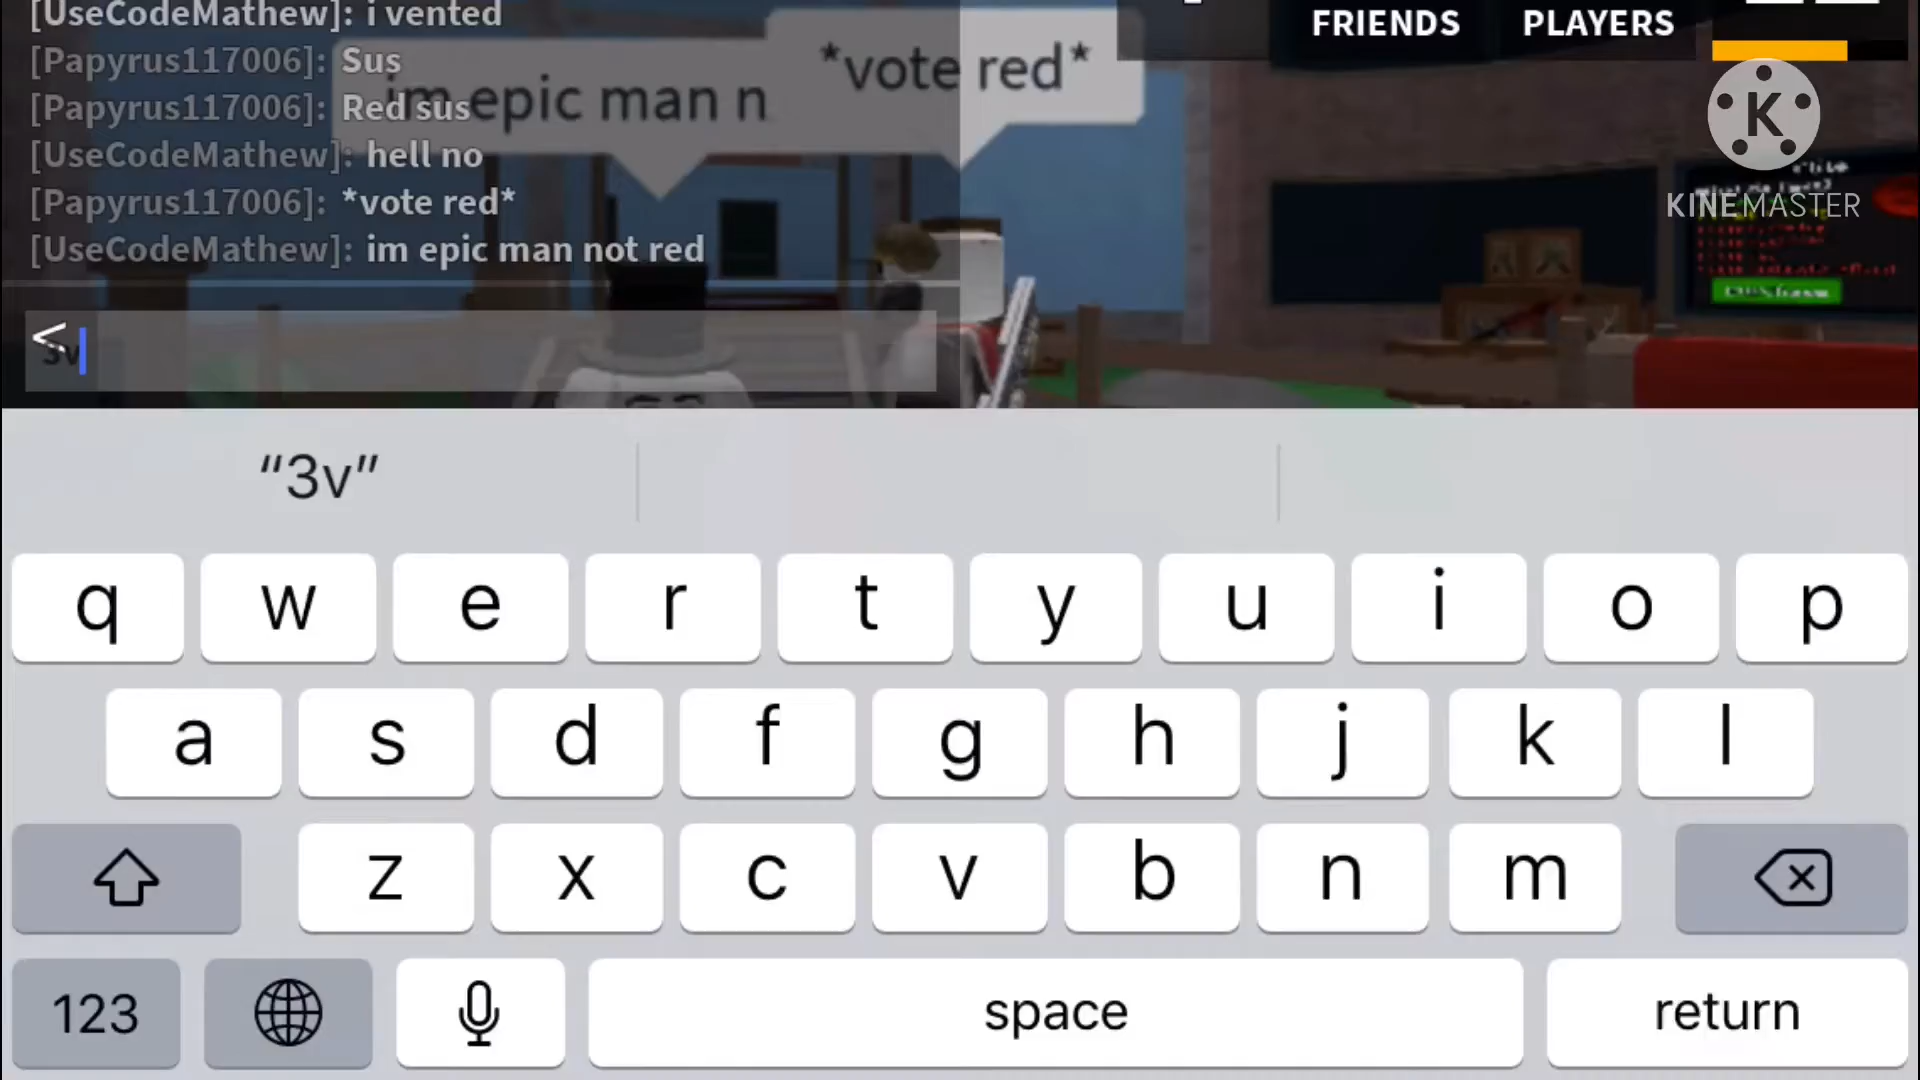 [UseCodeMathew]: i vented
[Papyrus117006]: Sus
[Papyrus117006]: Red sus
[UseCodeMathew]: hell no
[Papyrus117006]: *vote red*
[UseCodeMathew]: im epic man not red
im epic man n
*vote red*
FRIENDS PLAYERS
K
KINEMASTER
3v
“3v”
q w e r t y u i o p
a s d f g h j k l
z x c v b n m
123 space return